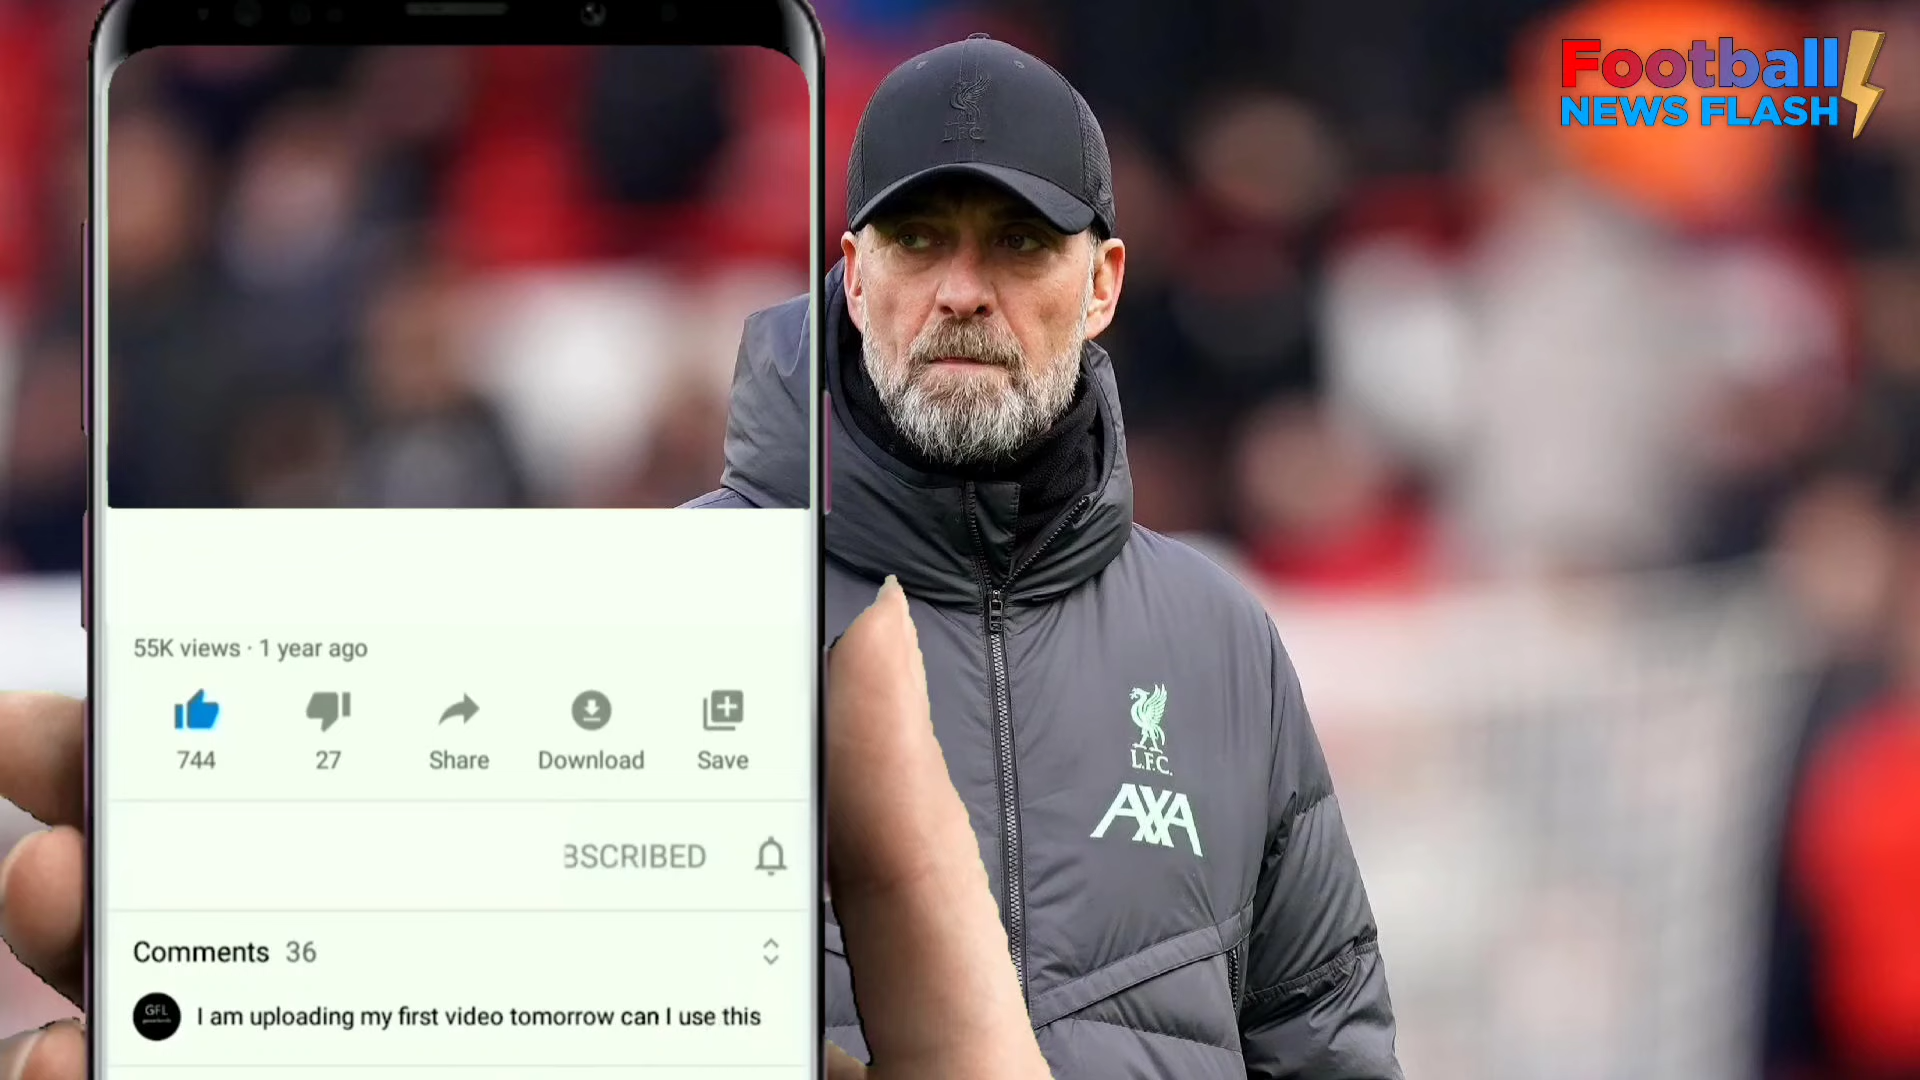 Football
NEWS FLASH
L.F.C.
55K views · 1 year ago
744
27
Share
Download
Save
BSCRIBED
Comments 36
GFL
I am uploading my first video tomorrow can I use this
L.F.C.
AXA